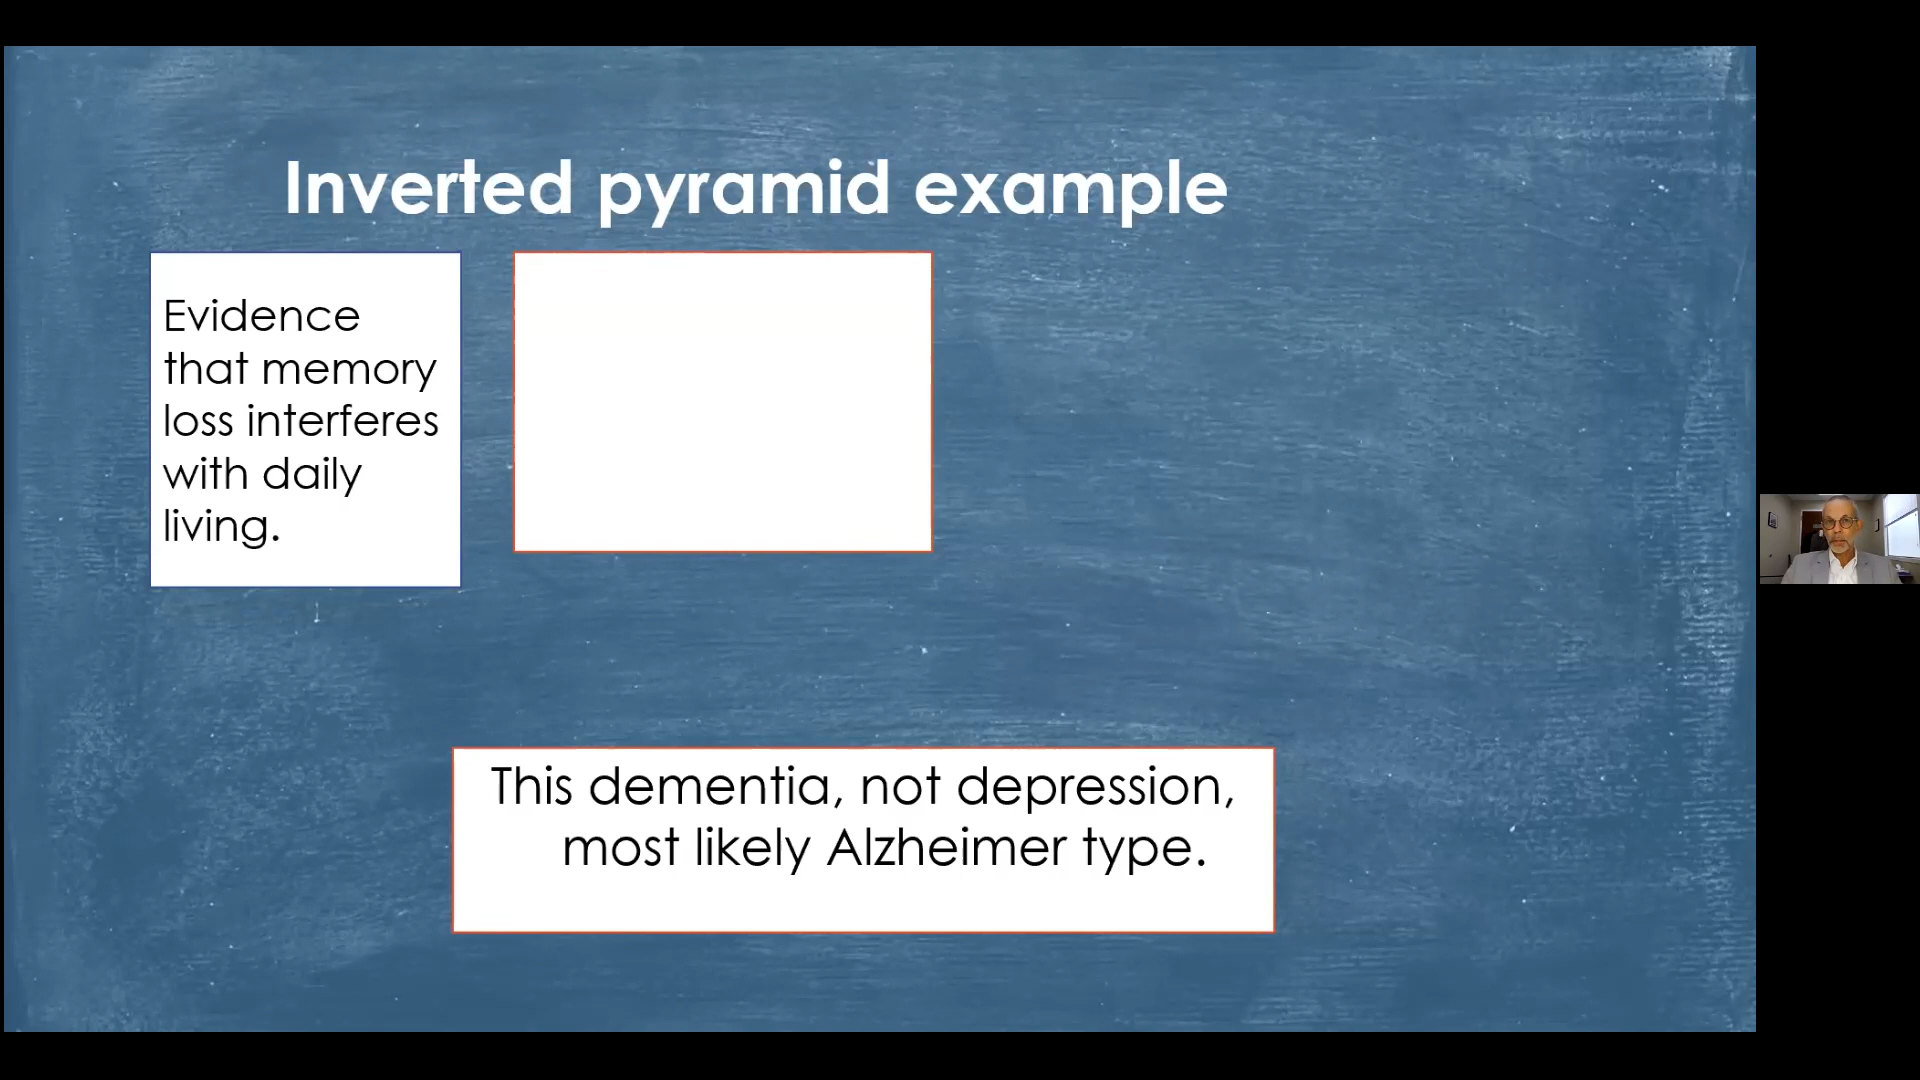 Inverted pyramid example
Evidence
that memory
loss interferes
with daily
living.
This dementia, not depression,
most likely Alzheimer type.